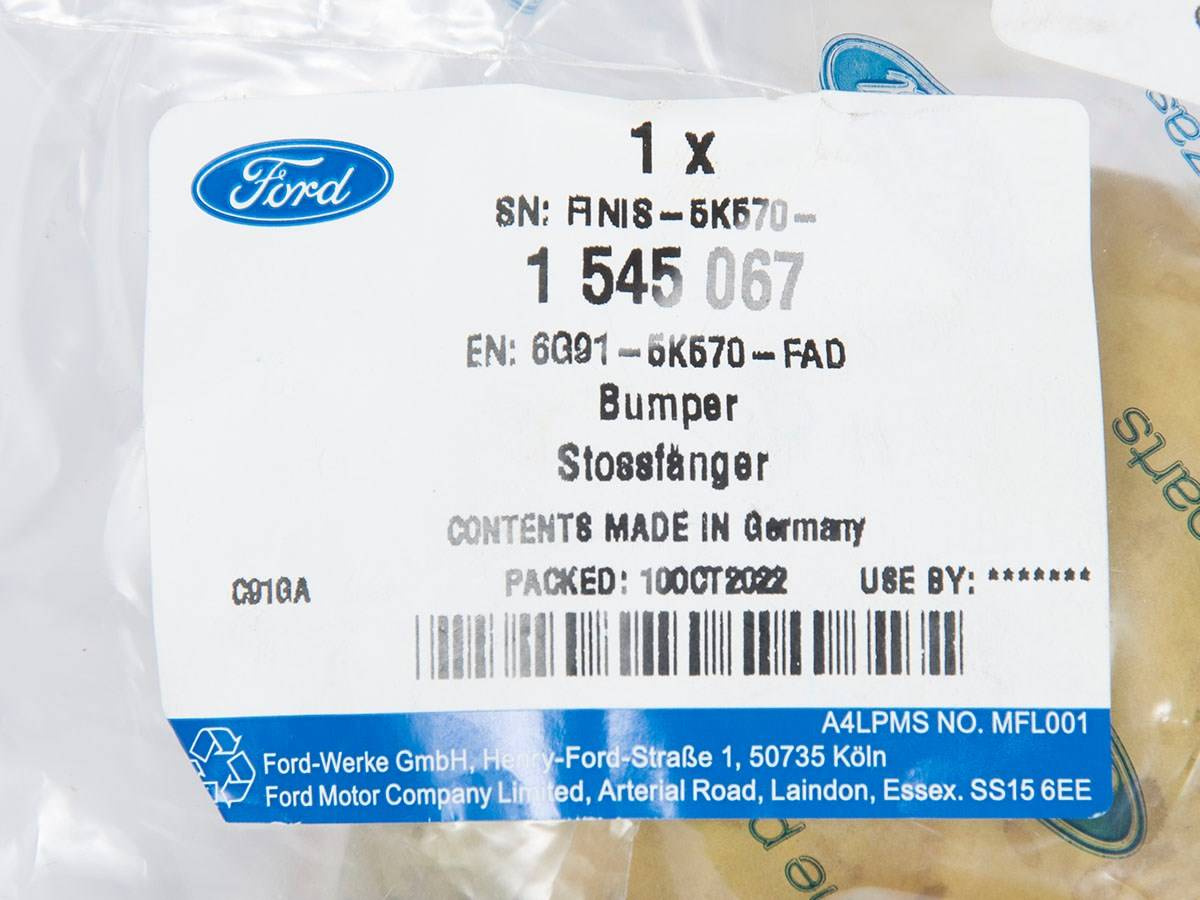 Ford
1 x
SN: FINIS-5K570-
1 545 067
EN: 6G91-5K570-FAD
Bumper
Stossfänger
CONTENTS MADE IN Germany
C91GA
PACKED: 10OCT2022
USE BY: *******
A4LPMS NO. MFL001
Ford-Werke GmbH, Henry-Ford-Straße 1, 50735 Köln
Ford Motor Company Limited, Arterial Road, Laindon, Essex. SS15 6EE
parts